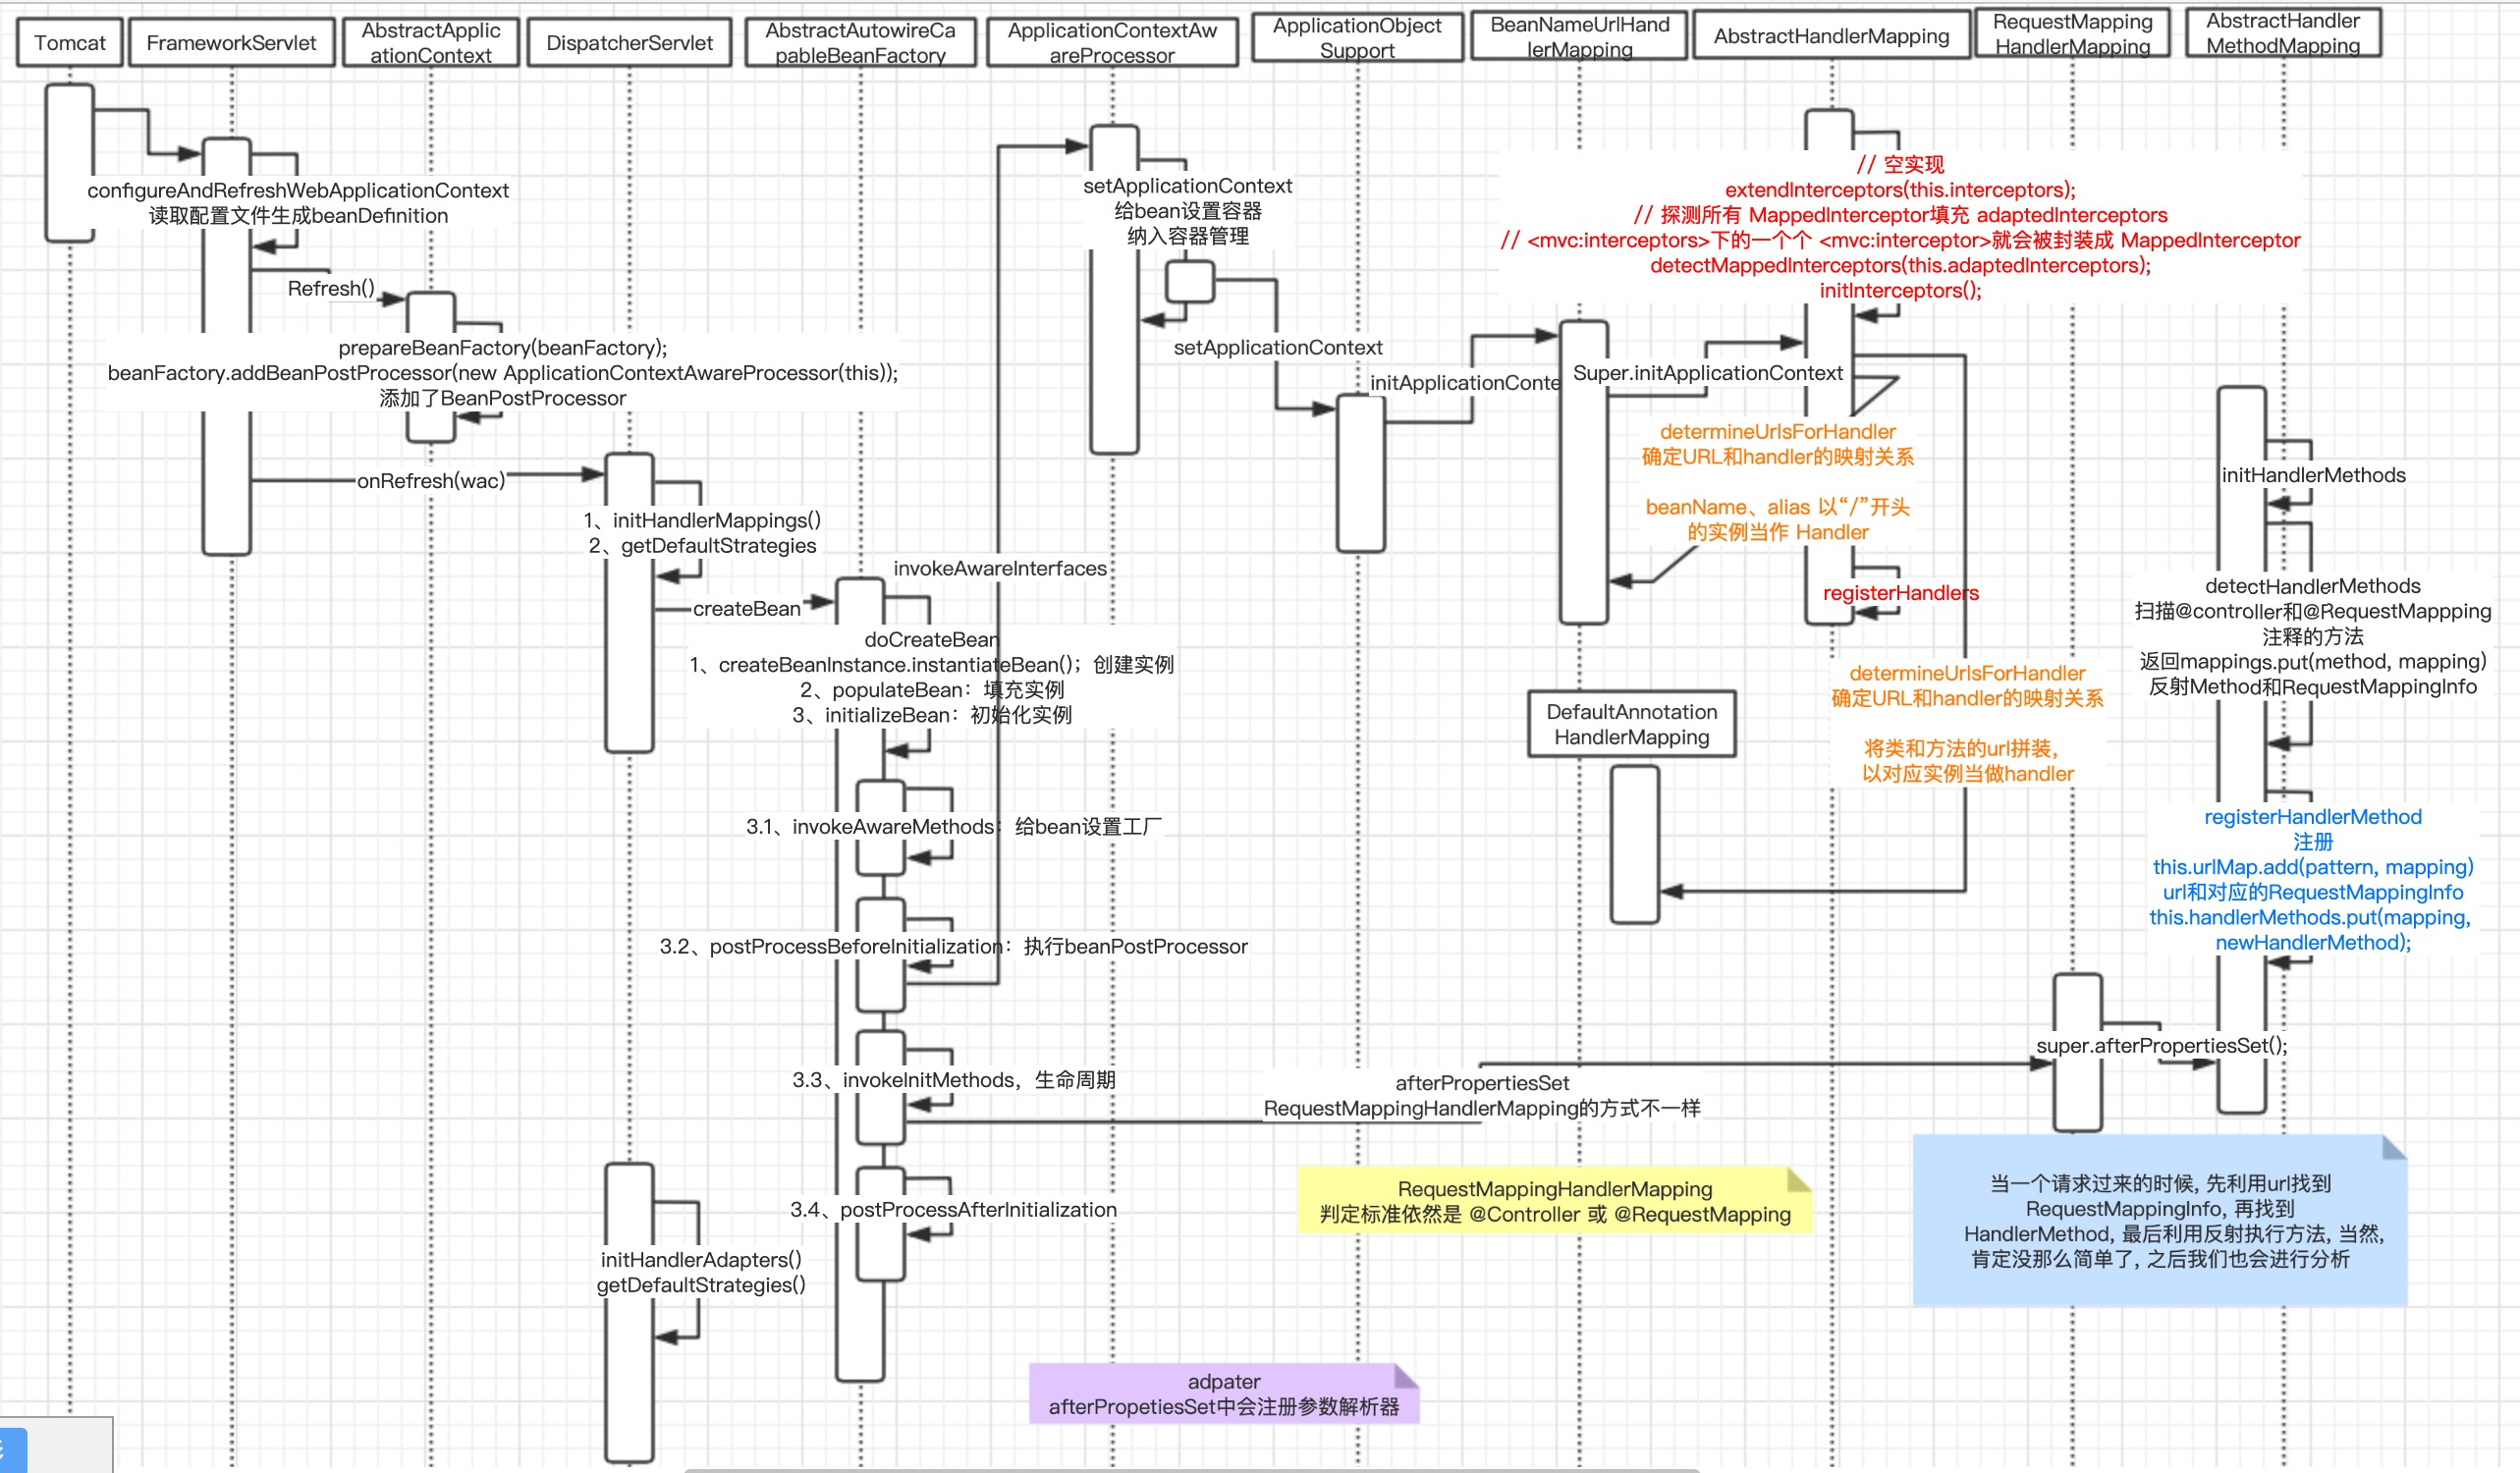 Tomcat
FrameworkServlet
AbstractApplic
ationContext
DispatcherServlet
AbstractAutowireCa
pableBeanFactory
ApplicationContextAw
areProcessor
ApplicationObject
Support
BeanNameUrlHand
lerMapping
AbstractHandlerMapping
RequestMapping
HandlerMapping
AbstractHandler
MethodMapping
configureAndRefreshWebApplicationContext
读取配置文件生成beanDefinition
Refresh()
prepareBeanFactory(beanFactory);
beanFactory.addBeanPostProcessor(new ApplicationContextAwareProcessor(this));
添加了BeanPostProcessor
onRefresh(wac)
1、initHandlerMappings()
2、getDefaultStrategies
createBean
invokeAwareInterfaces
doCreateBean
1、createBeanInstance.instantiateBean()；创建实例
2、populateBean：填充实例
3、initializeBean：初始化实例
3.1、invokeAwareMethods：给bean设置工厂
3.2、postProcessBeforeInitialization：执行beanPostProcessor
3.3、invokeInitMethods，生命周期
3.4、postProcessAfterInitialization
initHandlerAdapters()
getDefaultStrategies()
setApplicationContext
给bean设置容器
纳入容器管理
setApplicationContext
initApplicationConte
// 空实现
extendInterceptors(this.interceptors);
// 探测所有 MappedInterceptor填充 adaptedInterceptors
// <mvc:interceptors>下的一个个 <mvc:interceptor>就会被封装成 MappedInterceptor
detectMappedInterceptors(this.adaptedInterceptors);
initInterceptors();
Super.initApplicationContext
determineUrlsForHandler
确定URL和handler的映射关系
beanName、alias 以“/”开头
的实例当作 Handler
registerHandlers
DefaultAnnotation
HandlerMapping
determineUrlsForHandler
确定URL和handler的映射关系
将类和方法的url拼装，
以对应实例当做handler
initHandlerMethods
detectHandlerMethods
扫描@controller和@RequestMappping
注释的方法
返回mappings.put(method, mapping)
反射Method和RequestMappingInfo
registerHandlerMethod
注册
this.urlMap.add(pattern, mapping)
url和对应的RequestMappingInfo
this.handlerMethods.put(mapping,
newHandlerMethod);
super.afterPropertiesSet();
afterPropertiesSet
RequestMappingHandlerMapping的方式不一样
RequestMappingHandlerMapping
判定标准依然是 @Controller 或 @RequestMapping
当一个请求过来的时候, 先利用url找到
RequestMappingInfo, 再找到
HandlerMethod, 最后利用反射执行方法, 当然,
肯定没那么简单了, 之后我们也会进行分析
adpater
afterPropetiesSet中会注册参数解析器